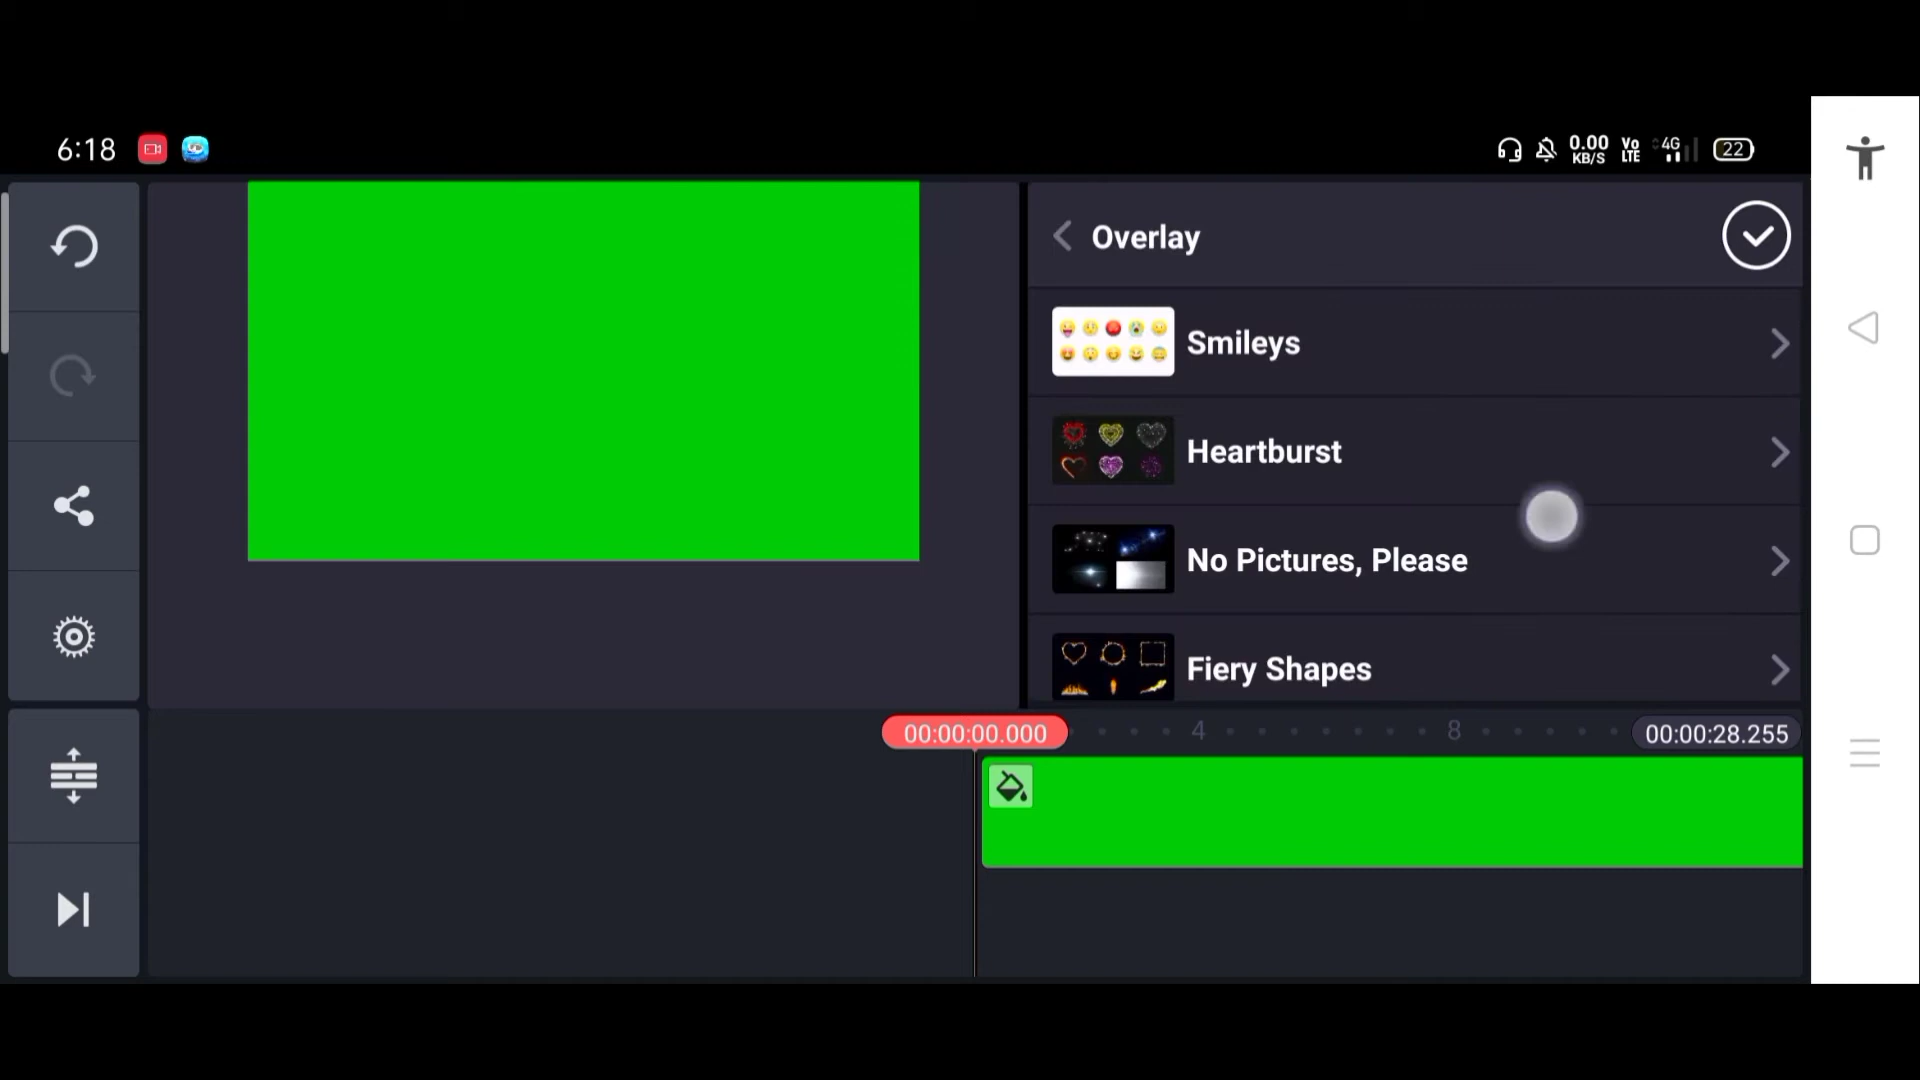 6:18
0.00
KB/S
Vo
LTE
4G
22
Overlay
Smileys
Heartburst
No Pictures, Please
Fiery Shapes
00:00:00.000
4
8
00:00:28.255